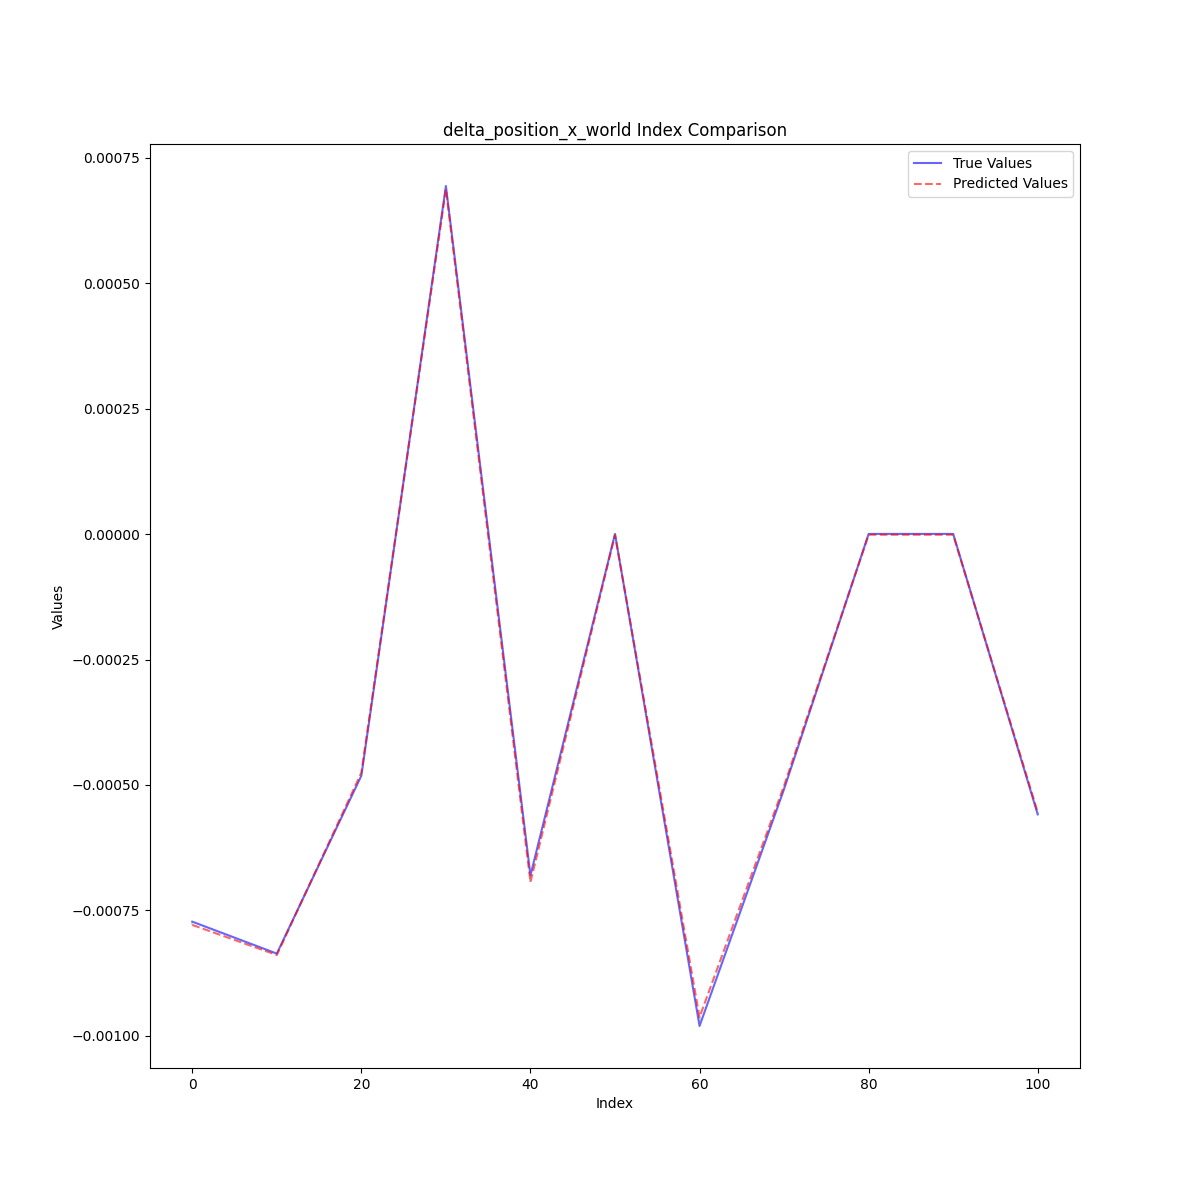 delta_position_x_world Index Comparison
True Values
Predicted Values
0.00075
0.00050
0.00025
0.00000
−0.00025
−0.00050
−0.00075
−0.00100
Values
0 20 40 60 80 100
Index